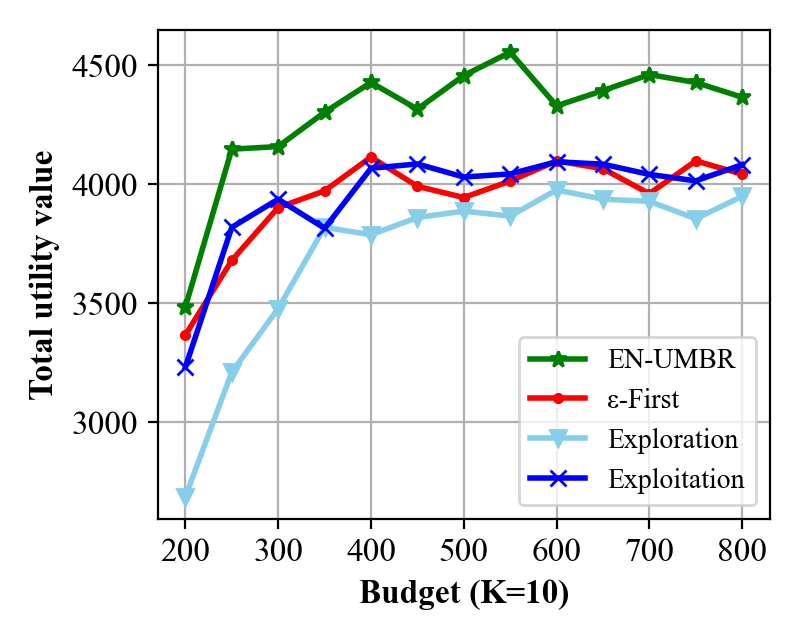 Total utility value
4500
4000
3500
3000
EN-UMBR
ε-First
Exploration
Exploitation
200 300 400 500 600 700 800
Budget (K=10)